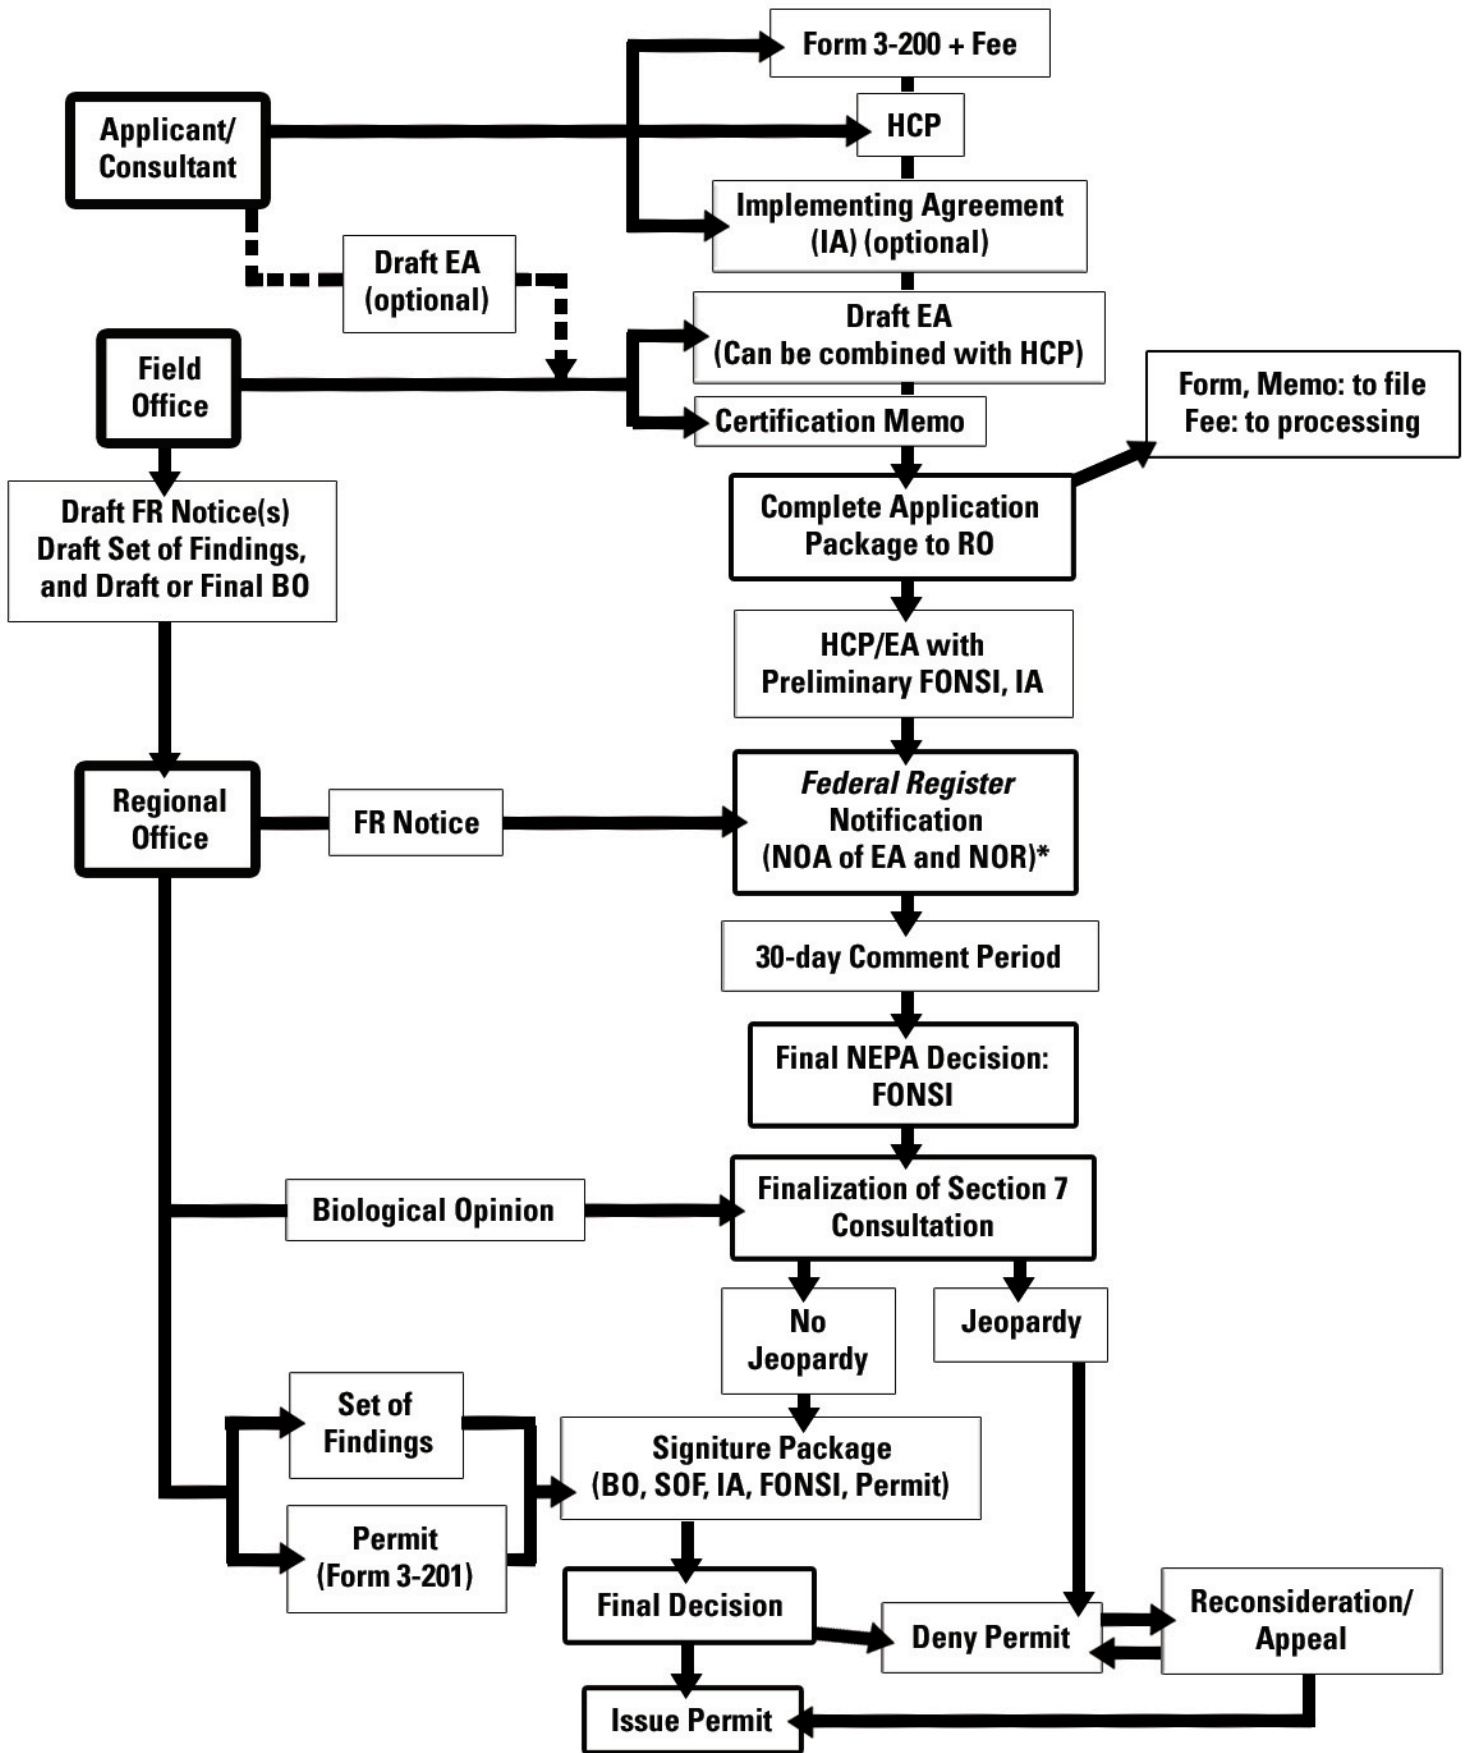 Form 3-200 + Fee
Applicant/
Consultant
HCP
Implementing Agreement
(IA) (optional)
Draft EA
(optional)
Draft EA
(Can be combined with HCP)
Field
Office
Form, Memo: to file
Fee: to processing
Certification Memo
Draft FR Notice(s)
Draft Set of Findings,
and Draft or Final BO
Complete Application
Package to RO
HCP/EA with
Preliminary FONSI, IA
Regional
Office
FR Notice
Federal Register
Notification
(NOA of EA and NOR)*
30-day Comment Period
Final NEPA Decision:
FONSI
Biological Opinion
Finalization of Section 7
Consultation
No
Jeopardy
Jeopardy
Set of
Findings
Permit
(Form 3-201)
Signiture Package
(BO, SOF, IA, FONSI, Permit)
Final Decision
Deny Permit
Reconsideration/
Appeal
Issue Permit